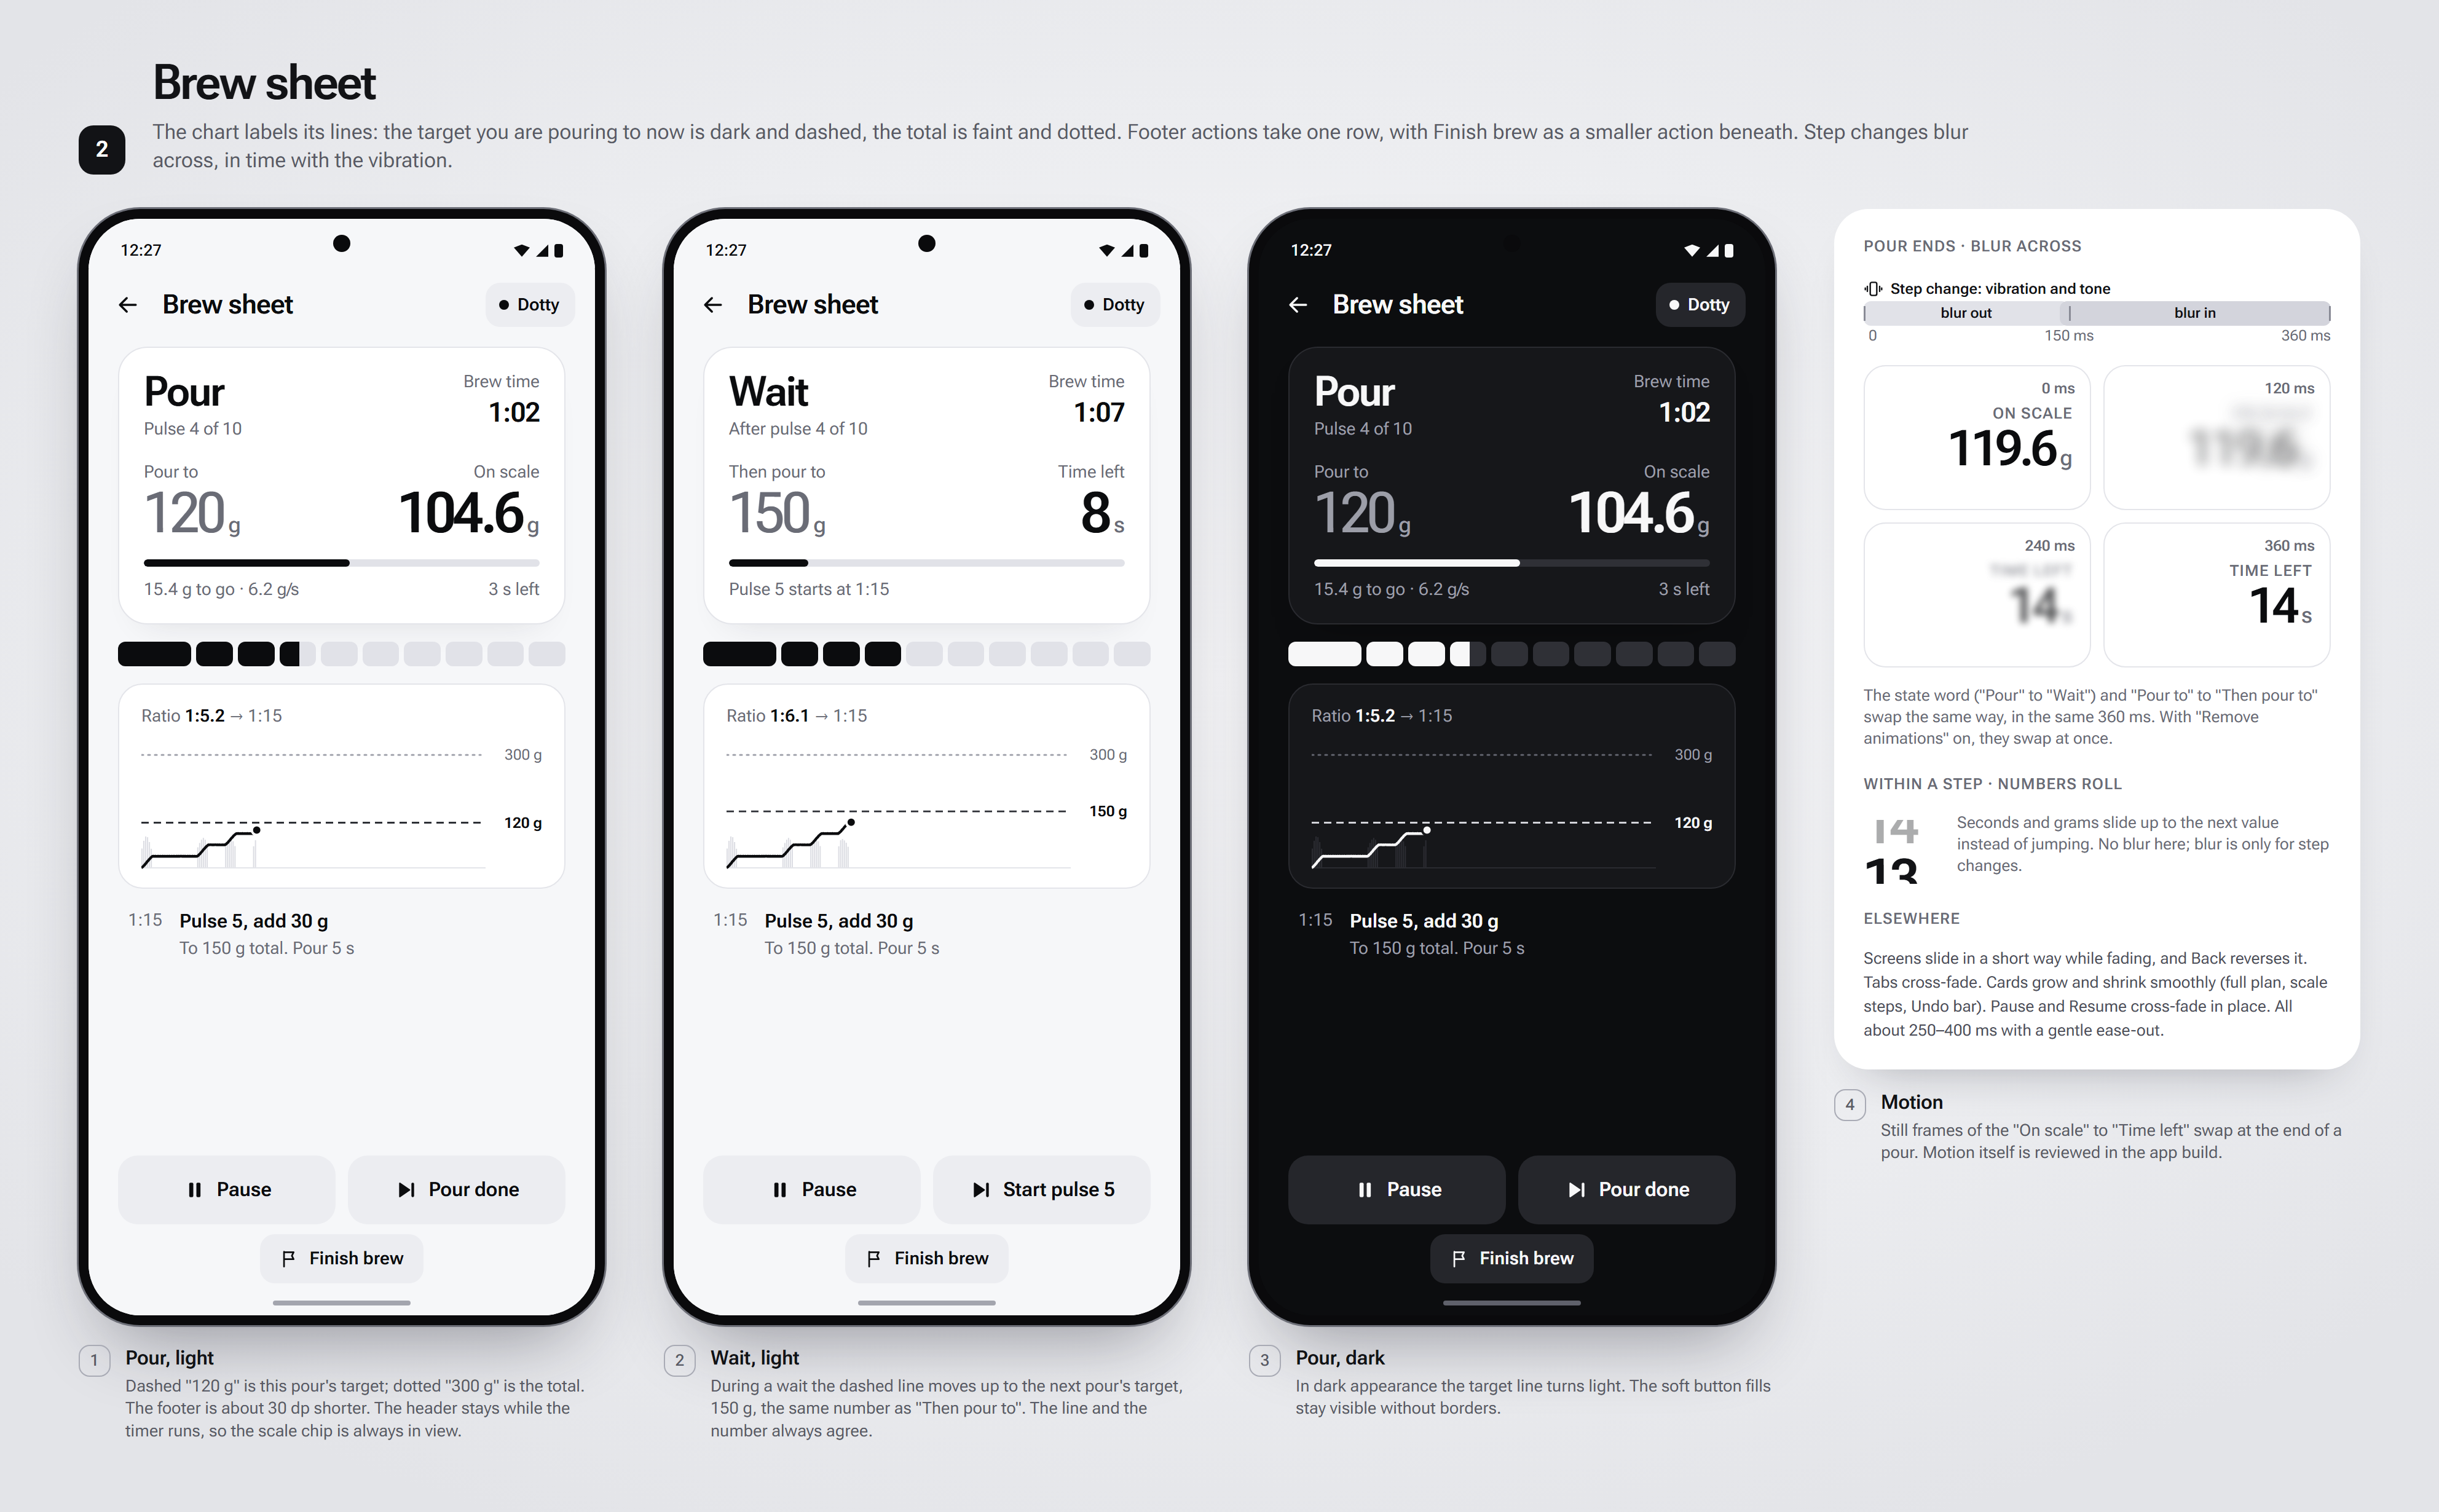 Brew sheet
2
The chart labels its lines: the target you are pouring to now is dark and dashed, the total is faint and dotted. Footer actions take one row, with Finish brew as a smaller action beneath. Step changes blur
across, in time with the vibration.
12:27
Brew sheet
Dotty
Pour
Brew time
1:02
Pulse 4 of 10
Pour to
On scale
120 g
104.6 g
15.4 g to go · 6.2 g/s
3 s left
Ratio 1:5.2 → 1:15
300 g
120 g
1:15
Pulse 5, add 30 g
To 150 g total. Pour 5 s
Pause
Pour done
Finish brew
1
Pour, light
Dashed "120 g" is this pour's target; dotted "300 g" is the total.
The footer is about 30 dp shorter. The header stays while the
timer runs, so the scale chip is always in view.
12:27
Brew sheet
Dotty
Wait
Brew time
1:07
After pulse 4 of 10
Then pour to
Time left
150 g
8 s
Pulse 5 starts at 1:15
Ratio 1:6.1 → 1:15
300 g
150 g
1:15
Pulse 5, add 30 g
To 150 g total. Pour 5 s
Pause
Start pulse 5
Finish brew
2
Wait, light
During a wait the dashed line moves up to the next pour's target,
150 g, the same number as "Then pour to". The line and the
number always agree.
12:27
Brew sheet
Dotty
Pour
Brew time
1:02
Pulse 4 of 10
Pour to
On scale
120 g
104.6 g
15.4 g to go · 6.2 g/s
3 s left
Ratio 1:5.2 → 1:15
300 g
120 g
1:15
Pulse 5, add 30 g
To 150 g total. Pour 5 s
Pause
Pour done
Finish brew
3
Pour, dark
In dark appearance the target line turns light. The soft button fills
stay visible without borders.
POUR ENDS · BLUR ACROSS
Step change: vibration and tone
blur out
blur in
0
150 ms
360 ms
0 ms
ON SCALE
119.6 g
120 ms
119.6
240 ms
TIME LEFT
14 s
360 ms
TIME LEFT
14 s
The state word ("Pour" to "Wait") and "Pour to" to "Then pour to"
swap the same way, in the same 360 ms. With "Remove
animations" on, they swap at once.
WITHIN A STEP · NUMBERS ROLL
14
13
Seconds and grams slide up to the next value
instead of jumping. No blur here; blur is only for step
changes.
ELSEWHERE
Screens slide in a short way while fading, and Back reverses it.
Tabs cross-fade. Cards grow and shrink smoothly (full plan, scale
steps, Undo bar). Pause and Resume cross-fade in place. All
about 250–400 ms with a gentle ease-out.
4
Motion
Still frames of the "On scale" to "Time left" swap at the end of a
pour. Motion itself is reviewed in the app build.